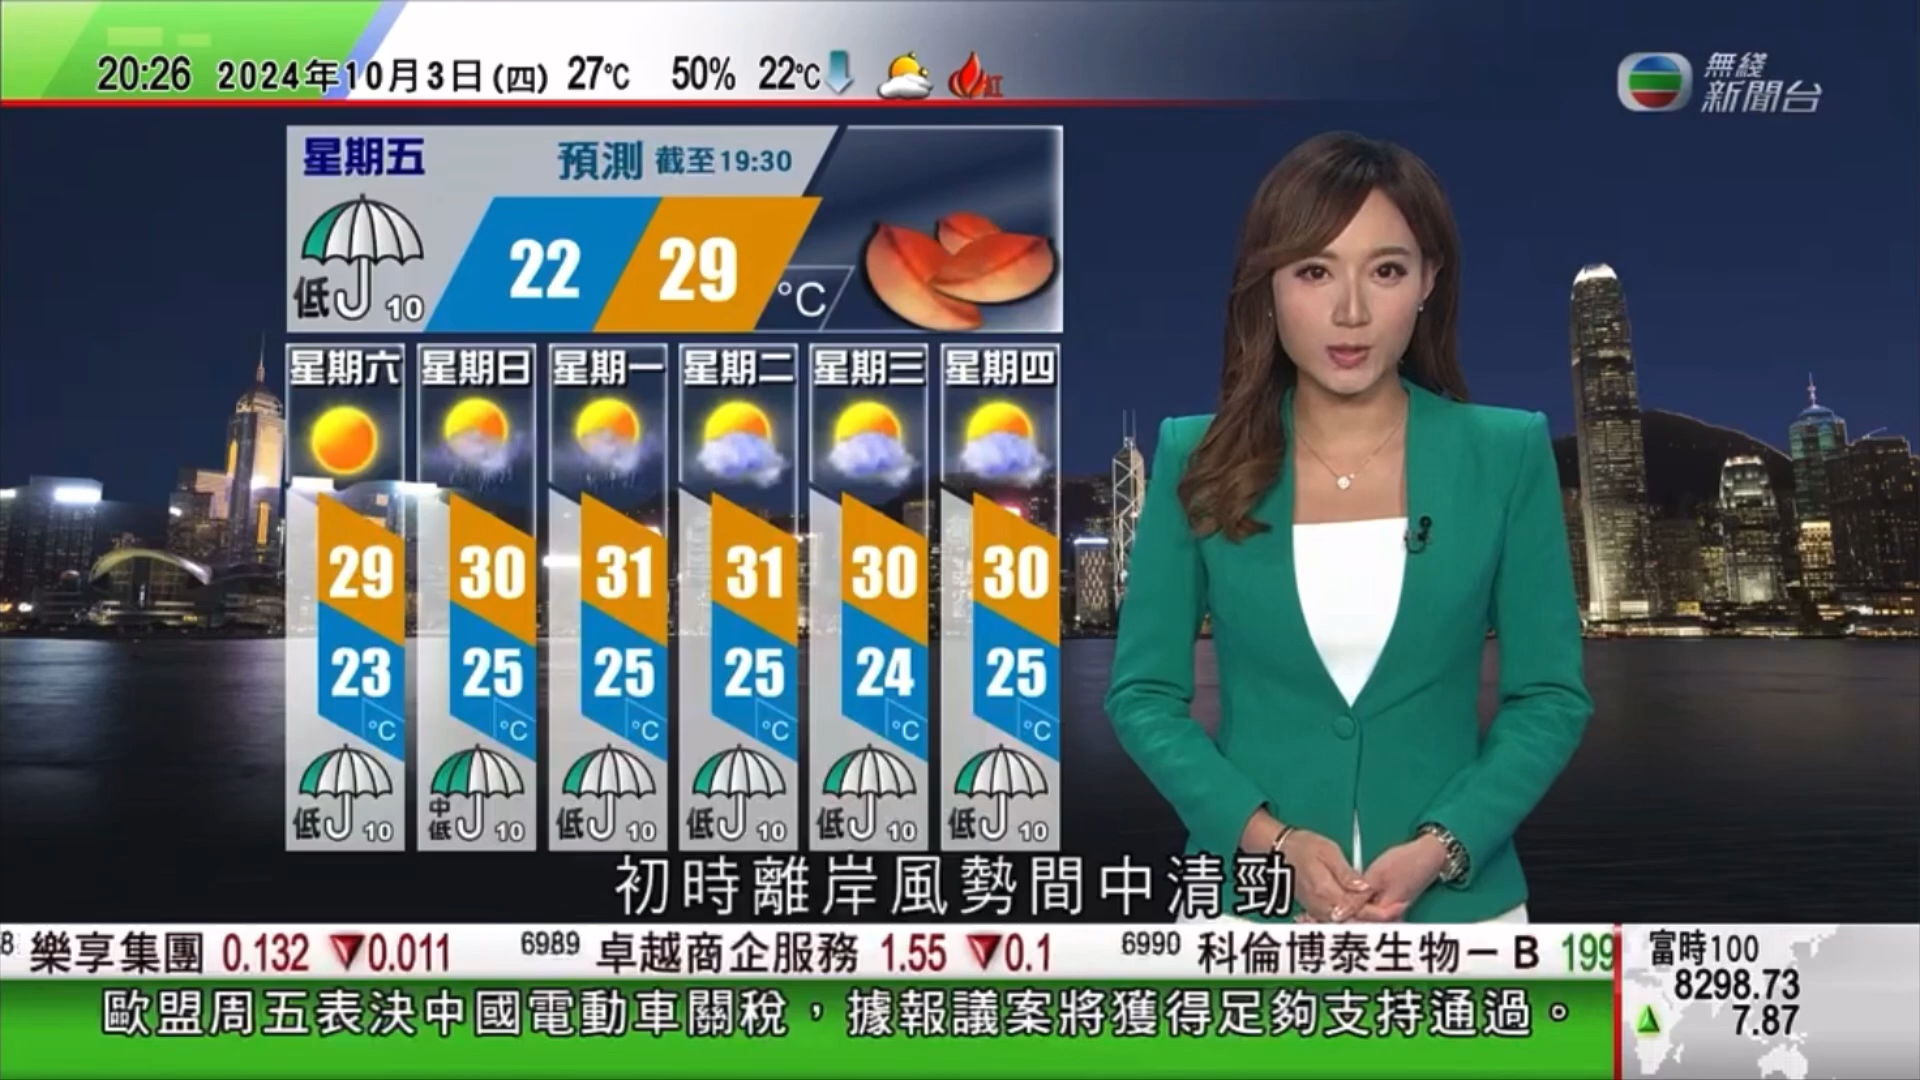 20:26 2024年10月3日(四) 27°C 50% 22°C 紅
無綫
新聞台
星期五 預測 截至19:30
22 29 °C
低 10
星期六 星期日 星期一 星期二 星期三 星期四
29 30 31 31 30 30
23 25 25 25 24 25
°C °C °C °C °C °C
低 10 中低 10 低 10 低 10 低 10 低 10
初時離岸風勢間中清勁
8 樂享集團 0.132 ▼0.011 6989 卓越商企服務 1.55 ▼0.1 6990 科倫博泰生物－B 199
富時100
8298.73
▲ 7.87
歐盟周五表決中國電動車關稅，據報議案將獲得足夠支持通過。